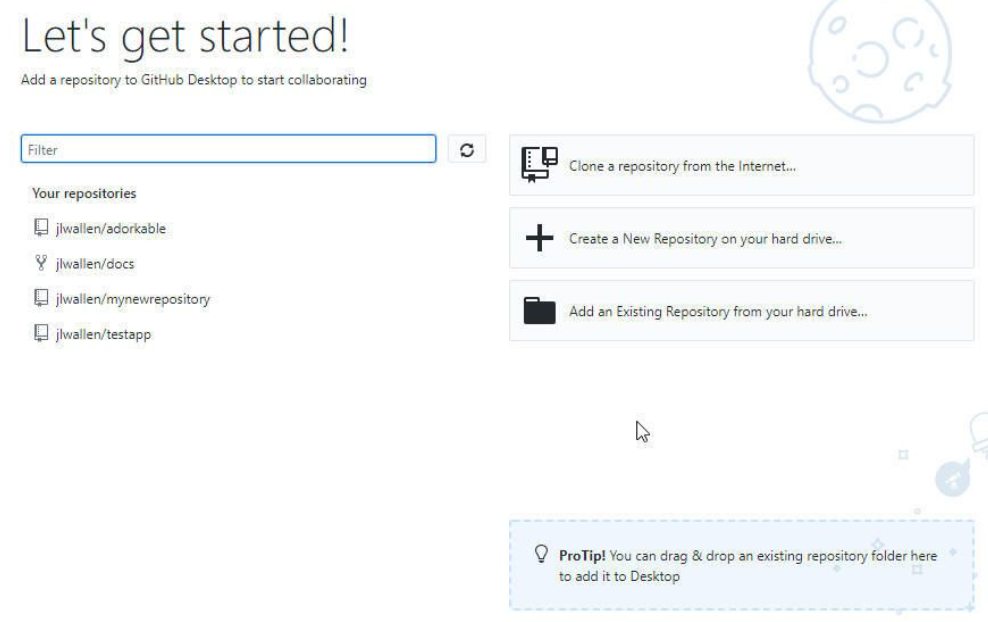 Let's get started!
Add a repository to GitHub Desktop to start collaborating
Filter
Your repositories
jlwallen/adorkable
jlwallen/docs
jlwallen/mynewrepository
jlwallen/testapp
Clone a repository from the Internet...
Create a New Repository on your hard drive...
Add an Existing Repository from your hard drive...
ProTip! You can drag & drop an existing repository folder here
to add it to Desktop